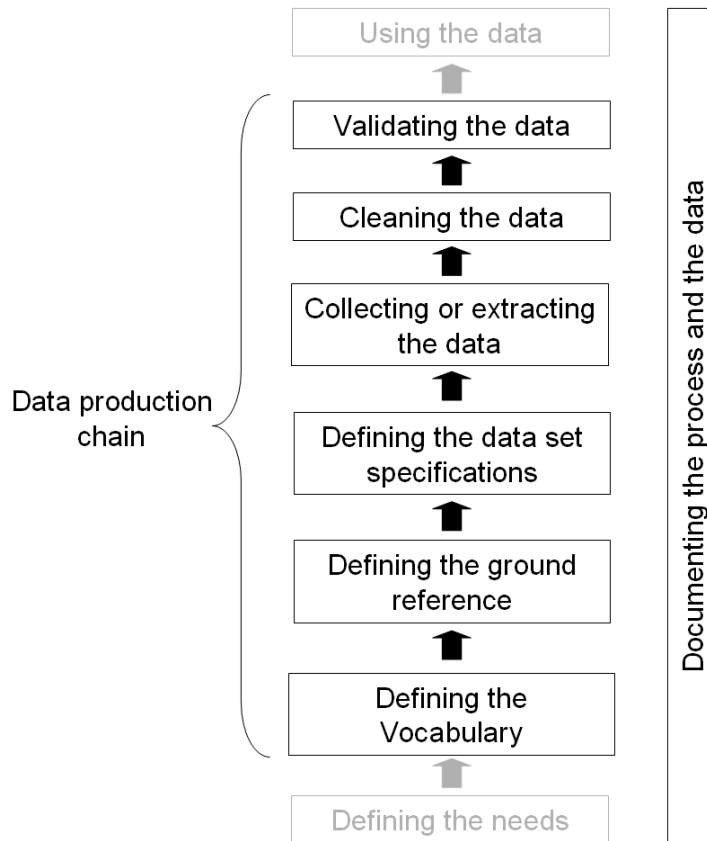 Using the data
Validating the data
Cleaning the data
Collecting or extracting
the data
Data production
chain
Defining the data set
specifications
Defining the ground
reference
Defining the
Vocabulary
Defining the needs
Documenting the process and the data